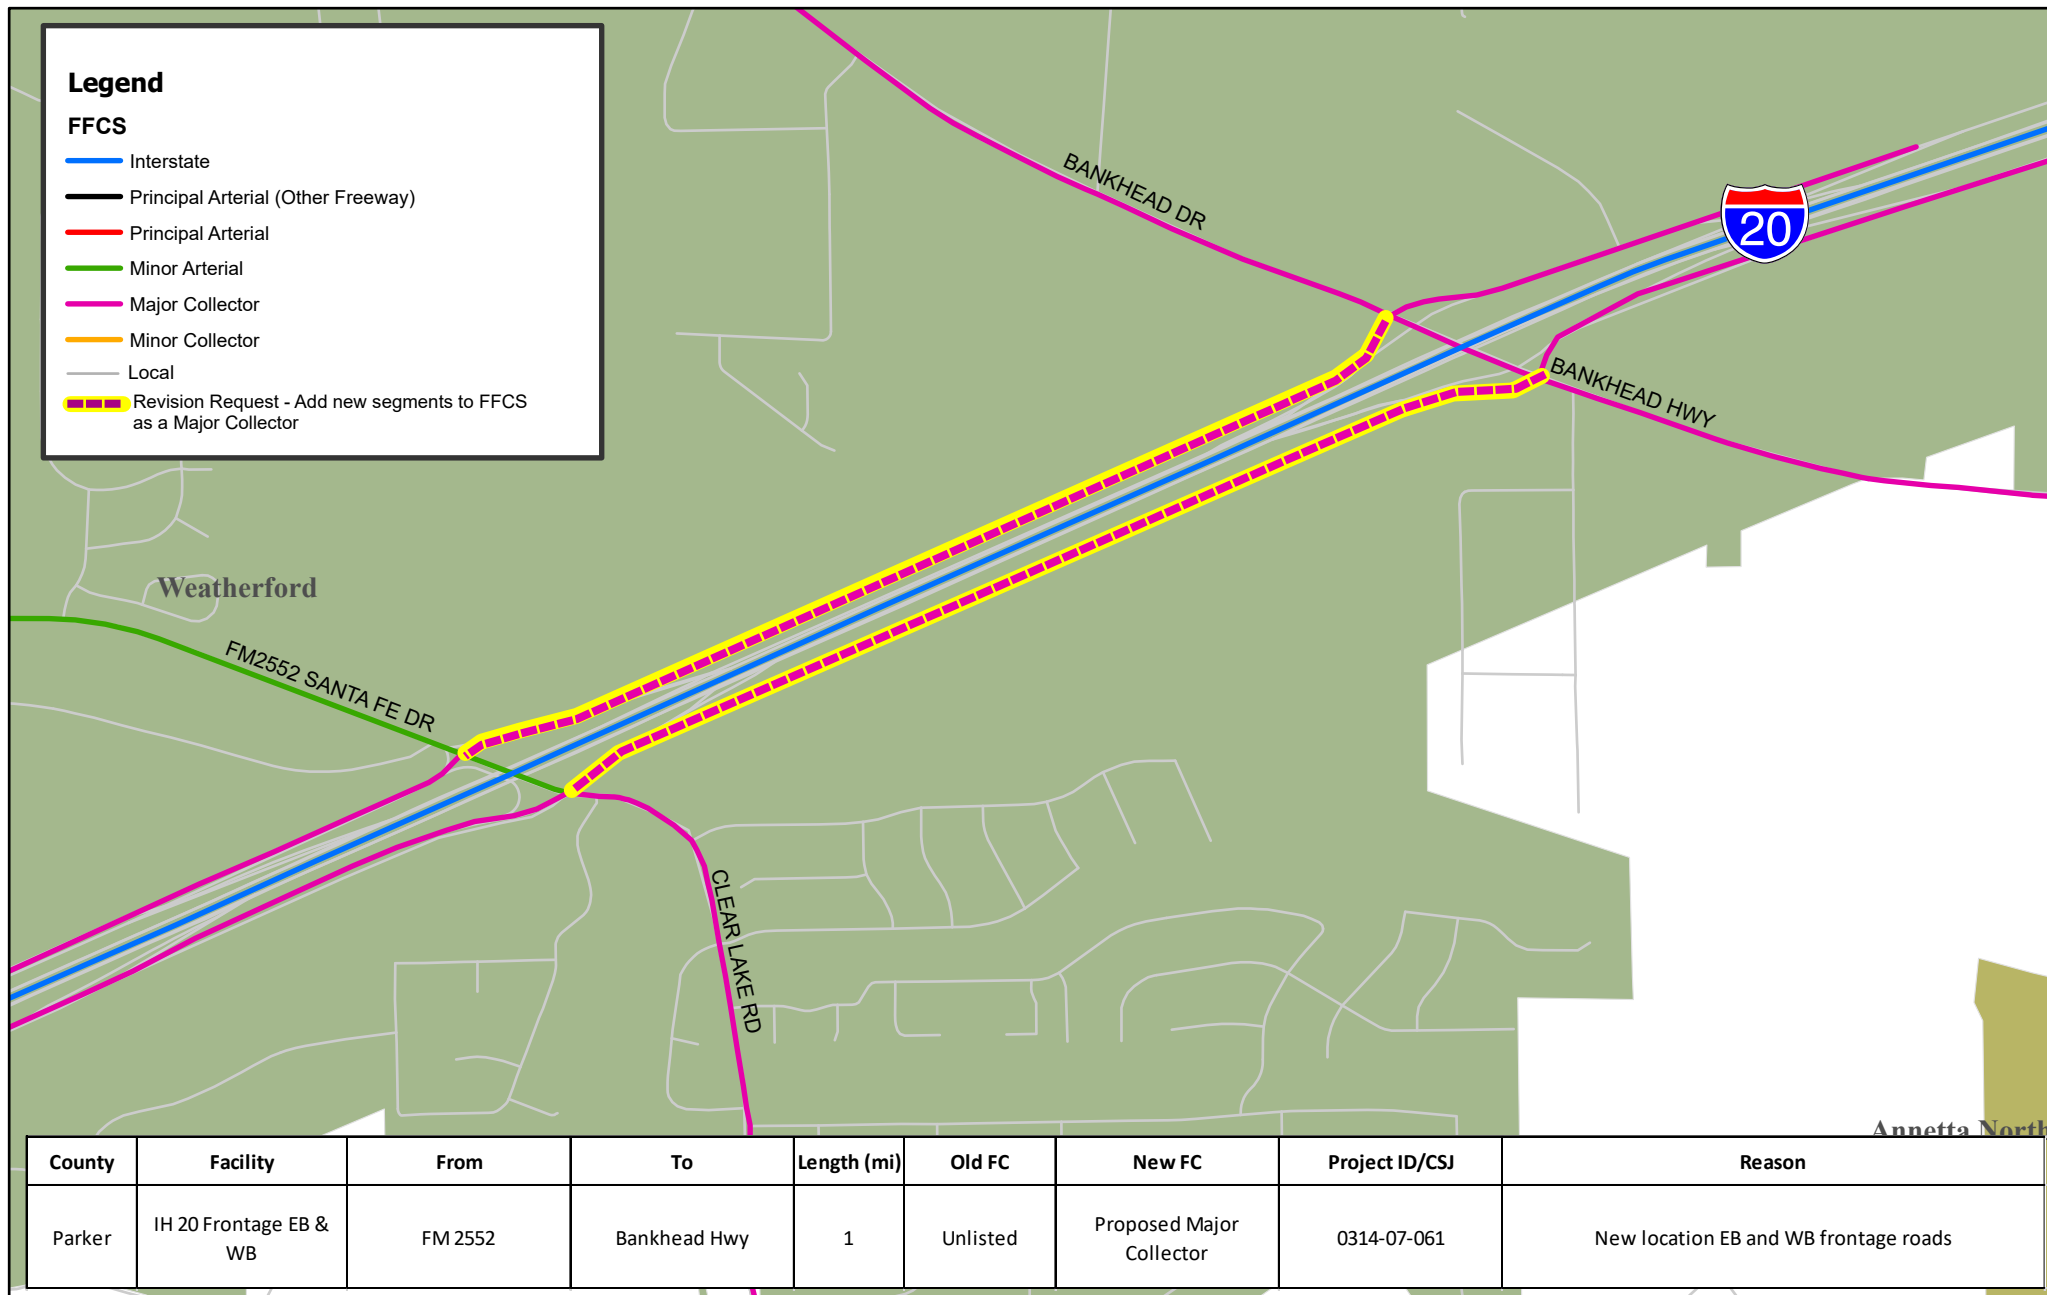 Legend
FFCS
Interstate
Principal Arterial (Other Freeway)
Principal Arterial
Minor Arterial
Major Collector
Minor Collector
Local
Revision Request - Add new segments to FFCS
as a Major Collector
BANKHEAD DR
20
BANKHEAD HWY
Weatherford
FM2552 SANTA FE DR
CLEAR LAKE RD
Annetta North
County Facility From To Length (mi) Old FC New FC Project ID/CSJ Reason
Parker IH 20 Frontage EB & WB FM 2552 Bankhead Hwy 1 Unlisted Proposed Major Collector 0314-07-061 New location EB and WB frontage roads